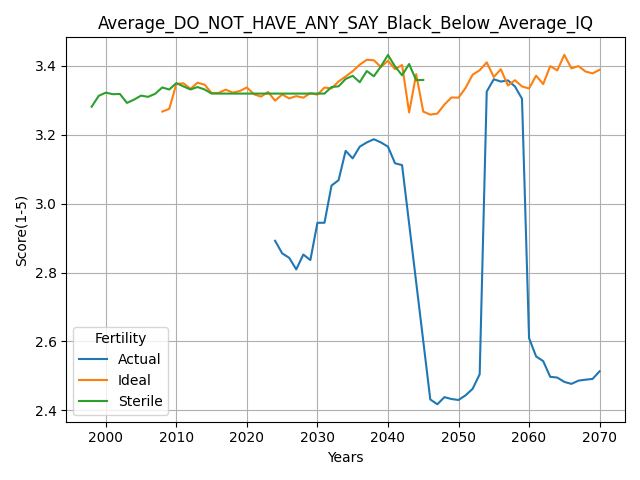 Average_DO_NOT_HAVE_ANY_SAY_Black_Below_Average_IQ
Score(1-5)
3.4
3.2
3.0
2.8
2.6
2.4
Fertility
Actual
Ideal
Sterile
2000 2010 2020 2030 2040 2050 2060 2070
Years